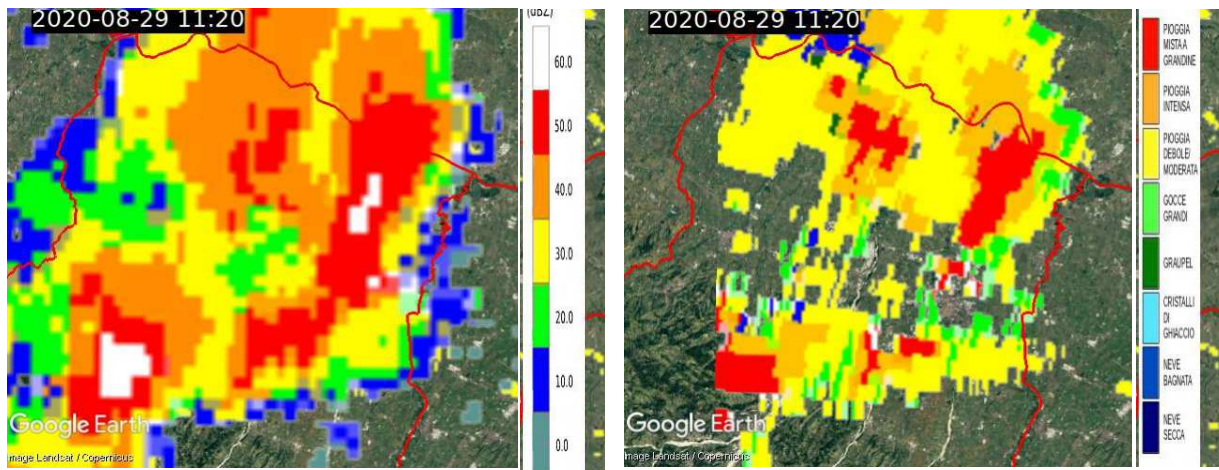 2020-08-29 11:20
(dBZ)
60.0
50.0
40.0
30.0
20.0
10.0
0.0
Google Earth
mage Landsat / Copernicus
2020-08-29 11:20
PIOGGIA
MISTA A
GRANDINE
PIOGGIA
INTENSA
PIOGGIA
DEBOLE/
MODERATA
GOCCE
GRANDI
GRAUPEL
CRISTALLI
DI
GHIACCIO
NEVE
BAGNATA
NEVE
SECCA
Google Earth
mage Landsat / Copernicus